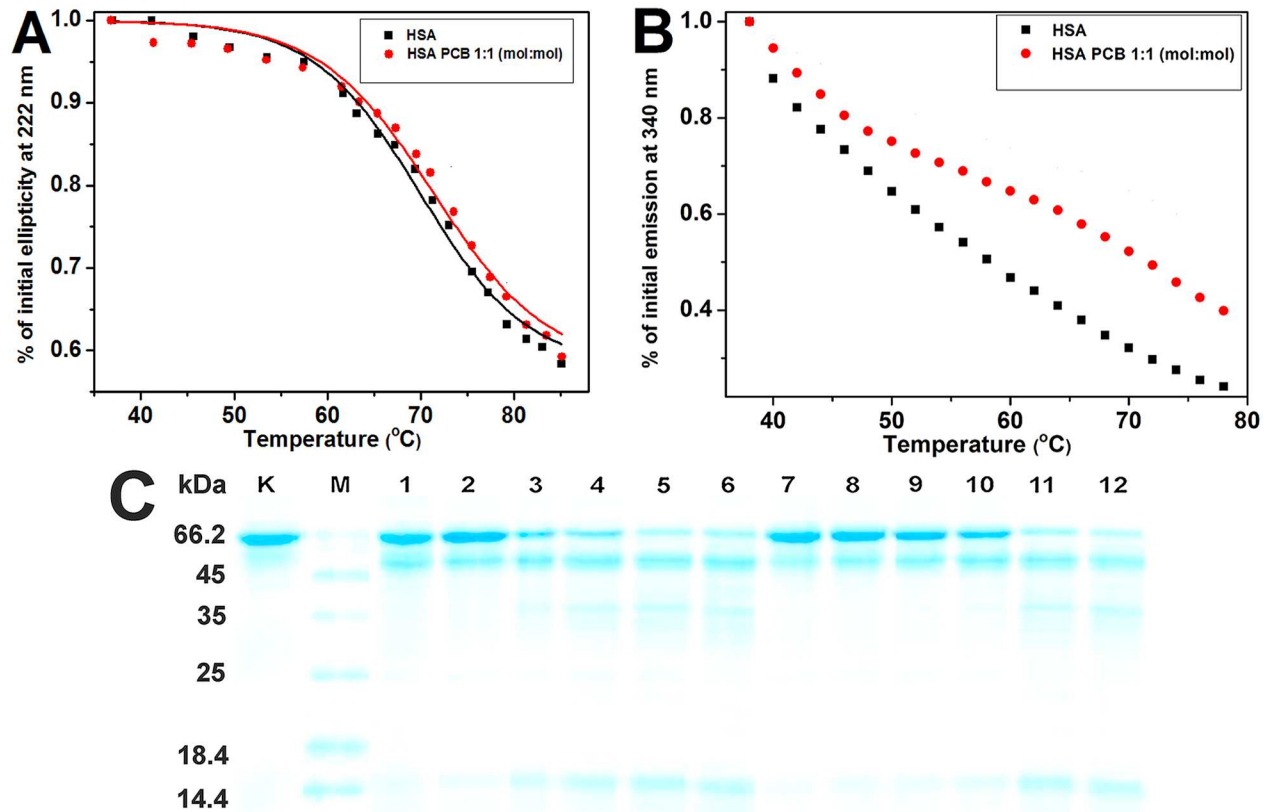 A
% of initial ellipticity at 222 nm
1.0
0.9
0.8
0.7
0.6
HSA
HSA PCB 1:1 (mol:mol)
40 50 60 70 80
Temperature (°C)
B
% of initial emission at 340 nm
1.0
0.8
0.6
0.4
HSA
HSA PCB 1:1 (mol:mol)
40 50 60 70 80
Temperature (°C)
C
kDa K M 1 2 3 4 5 6 7 8 9 10 11 12
66.2
45
35
25
18.4
14.4